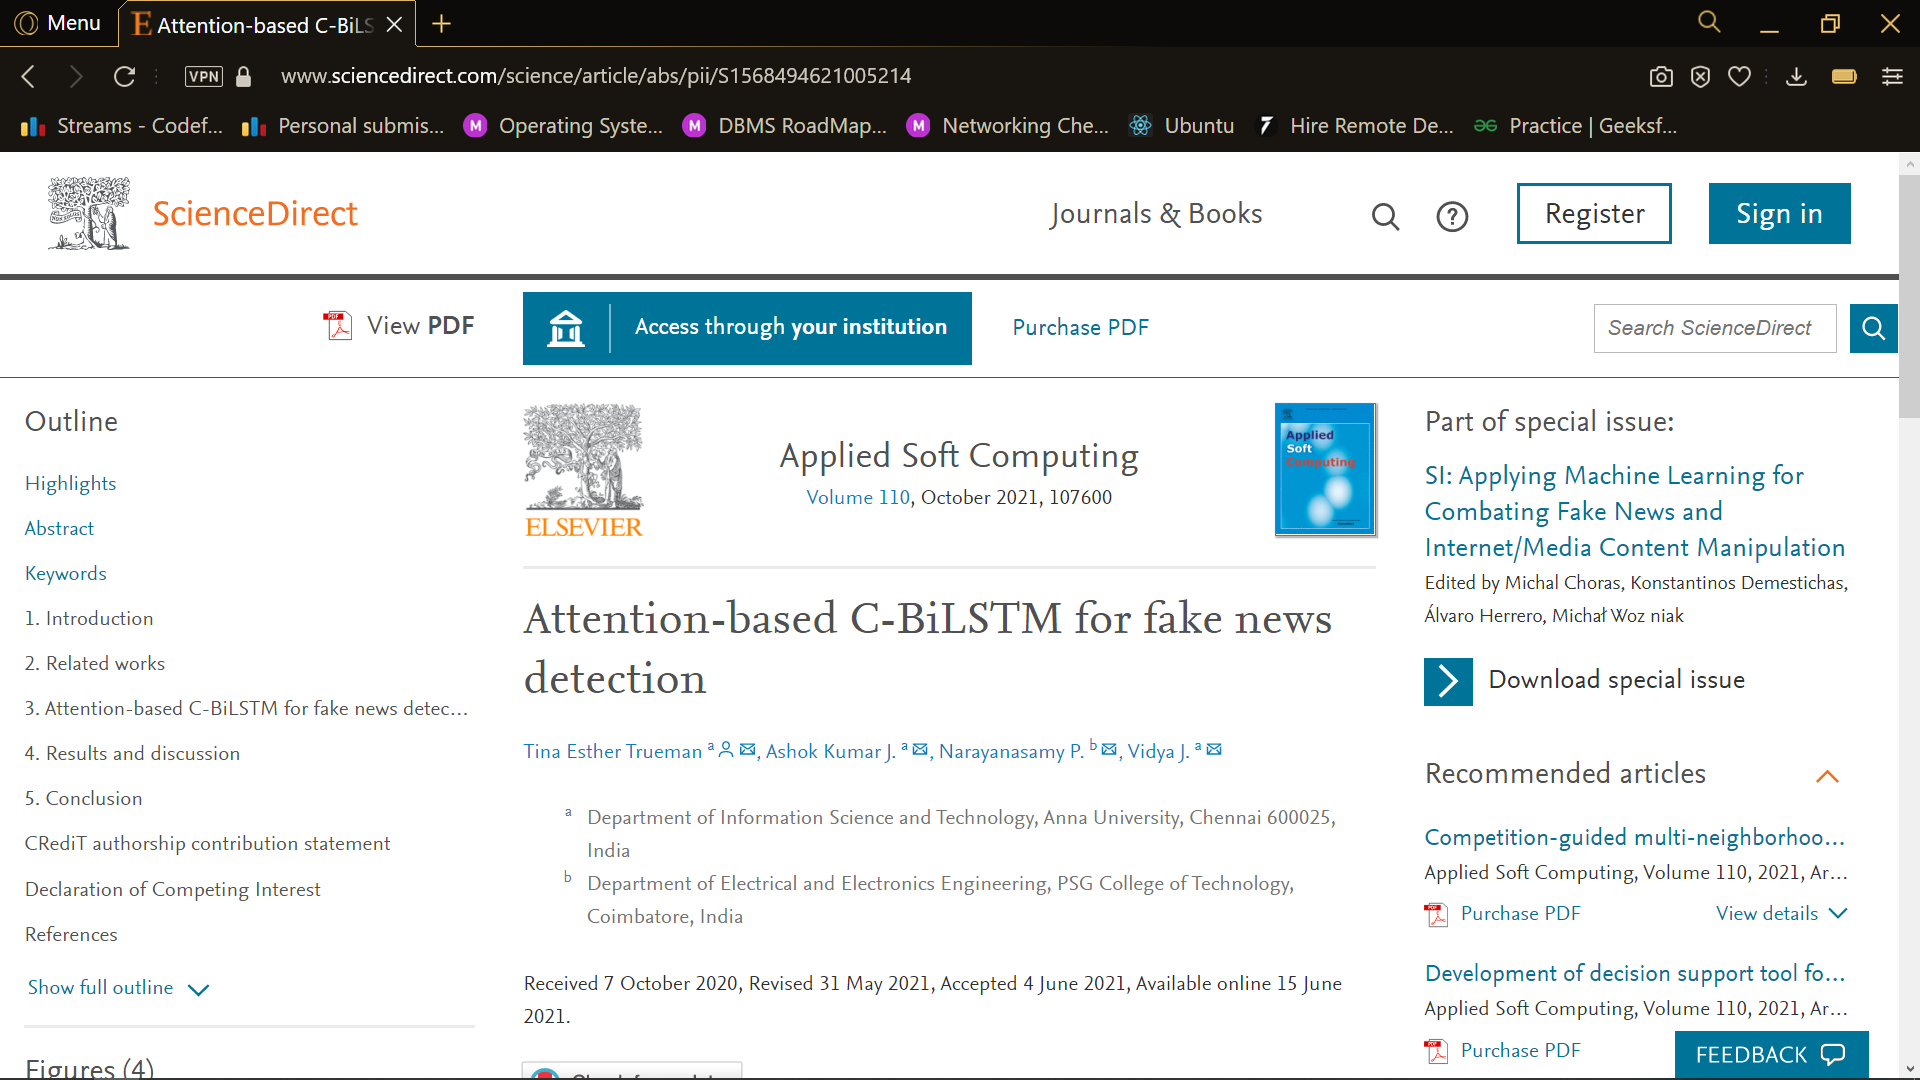 Menu
Attention-based C-BiLS
VPN
www.sciencedirect.com/science/article/abs/pii/S1568494621005214
Streams - Codef...
Personal submis...
M Operating Syste...
M DBMS RoadMap...
M Networking Che...
Ubuntu
Hire Remote De...
Practice | Geeksf...
ScienceDirect
Journals & Books
Register
Sign in
View PDF
Access through your institution
Purchase PDF
Search ScienceDirect
Outline
Highlights
Abstract
Keywords
1. Introduction
2. Related works
3. Attention-based C-BiLSTM for fake news detec...
4. Results and discussion
5. Conclusion
CRediT authorship contribution statement
Declaration of Competing Interest
References
Show full outline
Figures (4)
ELSEVIER
Applied Soft Computing
Volume 110, October 2021, 107600
Applied
Soft
Computing
Attention-based C-BiLSTM for fake news
detection
Tina Esther Trueman a, Ashok Kumar J. a, Narayanasamy P. b, Vidya J. a
a Department of Information Science and Technology, Anna University, Chennai 600025,
India
b Department of Electrical and Electronics Engineering, PSG College of Technology,
Coimbatore, India
Received 7 October 2020, Revised 31 May 2021, Accepted 4 June 2021, Available online 15 June
2021.
Part of special issue:
SI: Applying Machine Learning for
Combating Fake News and
Internet/Media Content Manipulation
Edited by Michal Choras, Konstantinos Demestichas,
Álvaro Herrero, Michał Woz niak
Download special issue
Recommended articles
Competition-guided multi-neighborhoo...
Applied Soft Computing, Volume 110, 2021, Ar...
Purchase PDF
View details
Development of decision support tool fo...
Applied Soft Computing, Volume 110, 2021, Ar...
Purchase PDF
FEEDBACK